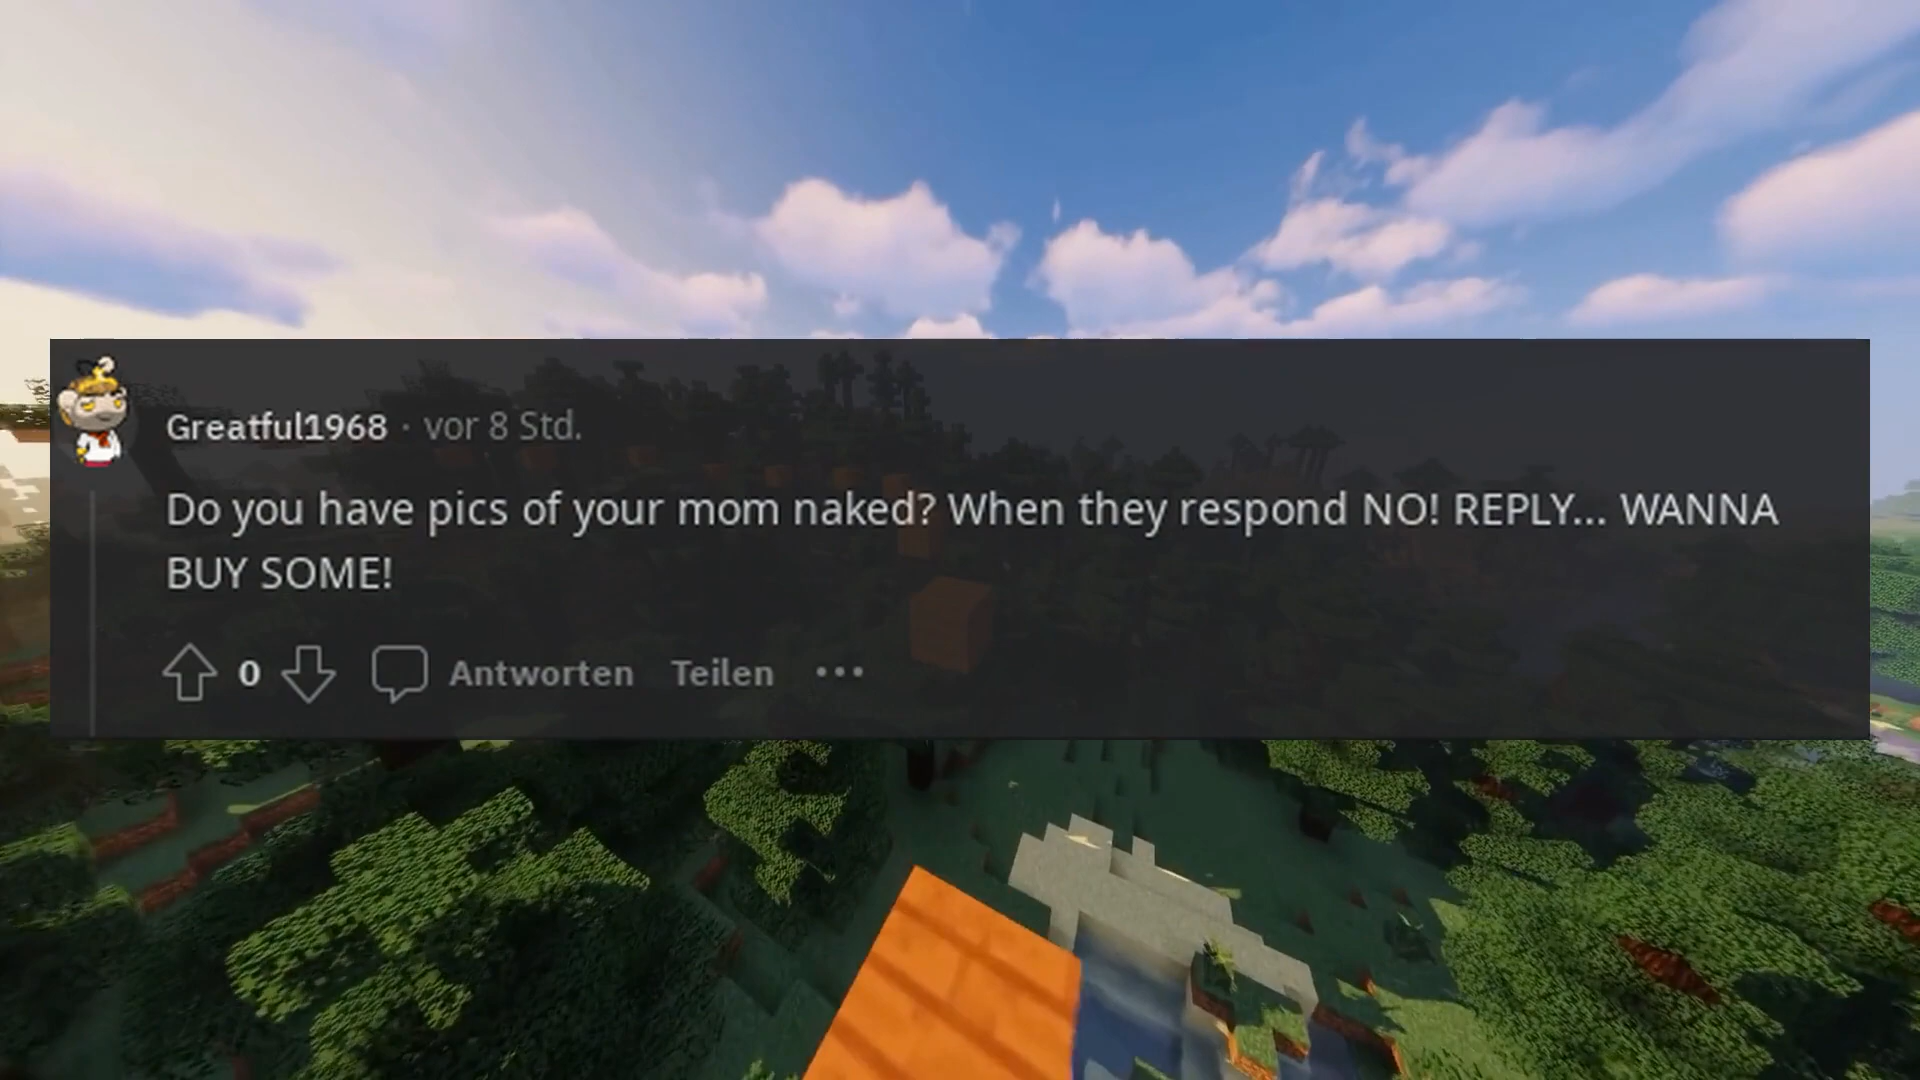 Greatful1968 · vor 8 Std.
Do you have pics of your mom naked? When they respond NO! REPLY... WANNA
BUY SOME!
0 Antworten Teilen •••